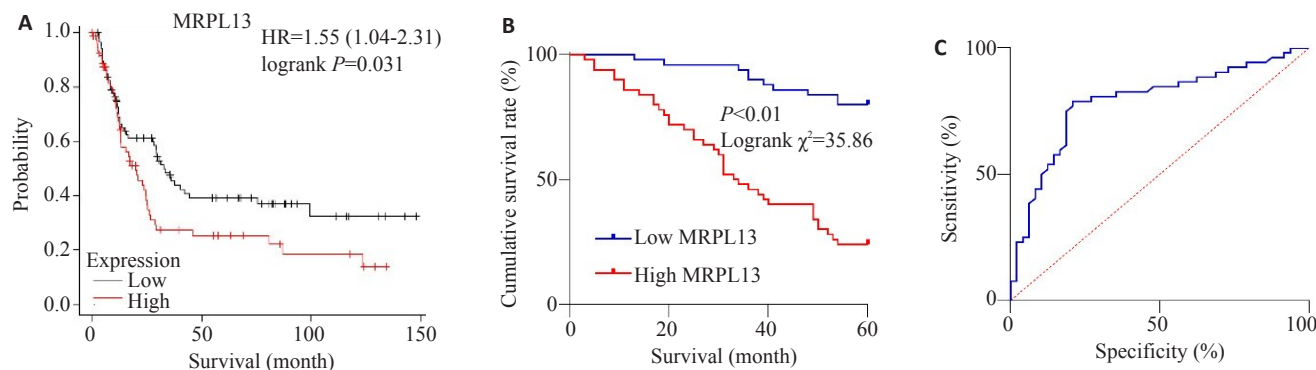 A
MRPL13
HR=1.55 (1.04-2.31)
logrank P=0.031
1.0
0.8
0.6
0.4
0.2
0.0
Probability
Expression
Low
High
0
50
100
150
Survival (month)
B
100
50
0
Cumulative survival rate (%)
P<0.01
Logrank χ²=35.86
Low MRPL13
High MRPL13
0
20
40
60
Survival (month)
C
100
50
0
Scnsitivity (%)
0
50
100
Specificity (%)